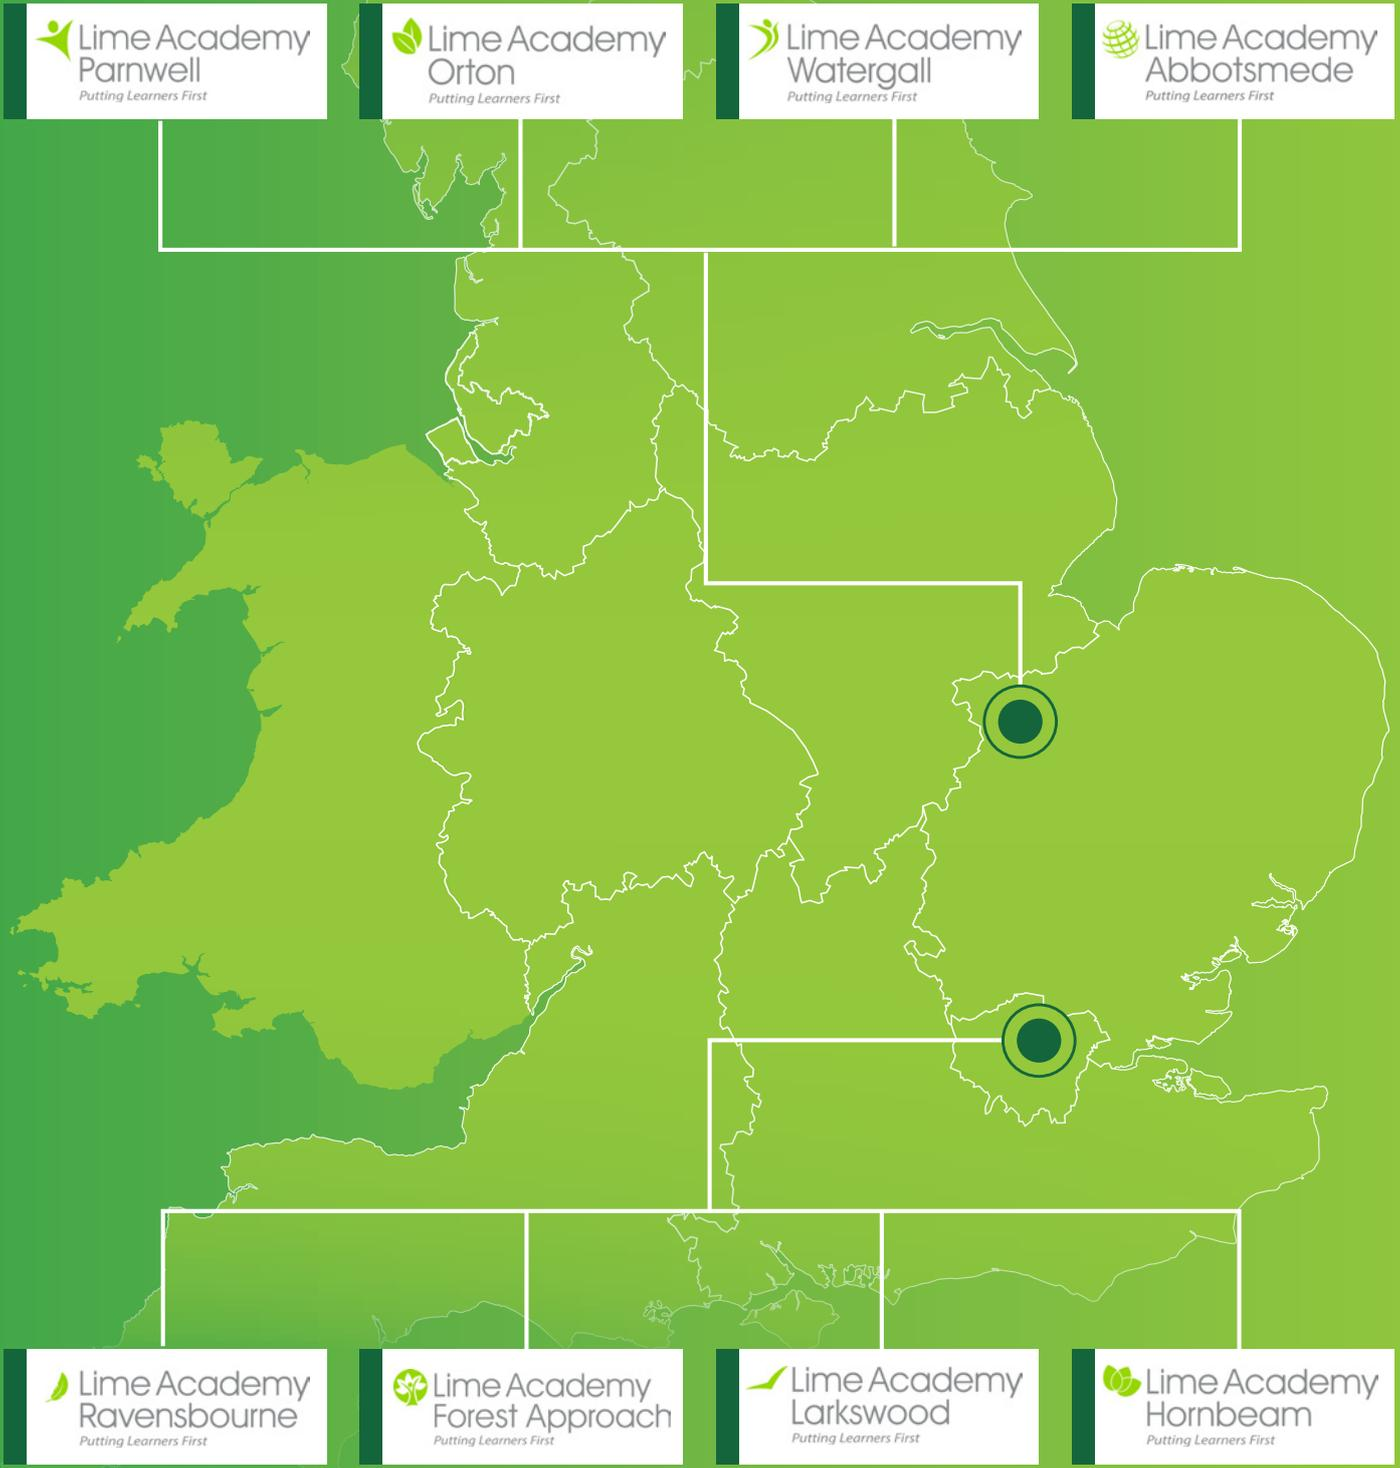 Lime Academy
Parnwell
Putting Learners First
Lime Academy
Orton
Putting Learners First
Lime Academy
Watergall
Putting Learners First
Lime Academy
Abbotsmede
Putting Learners First
Lime Academy
Ravensbourne
Putting Learners First
Lime Academy
Forest Approach
Putting Learners First
Lime Academy
Larkswood
Putting Learners First
Lime Academy
Hornbeam
Putting Learners First